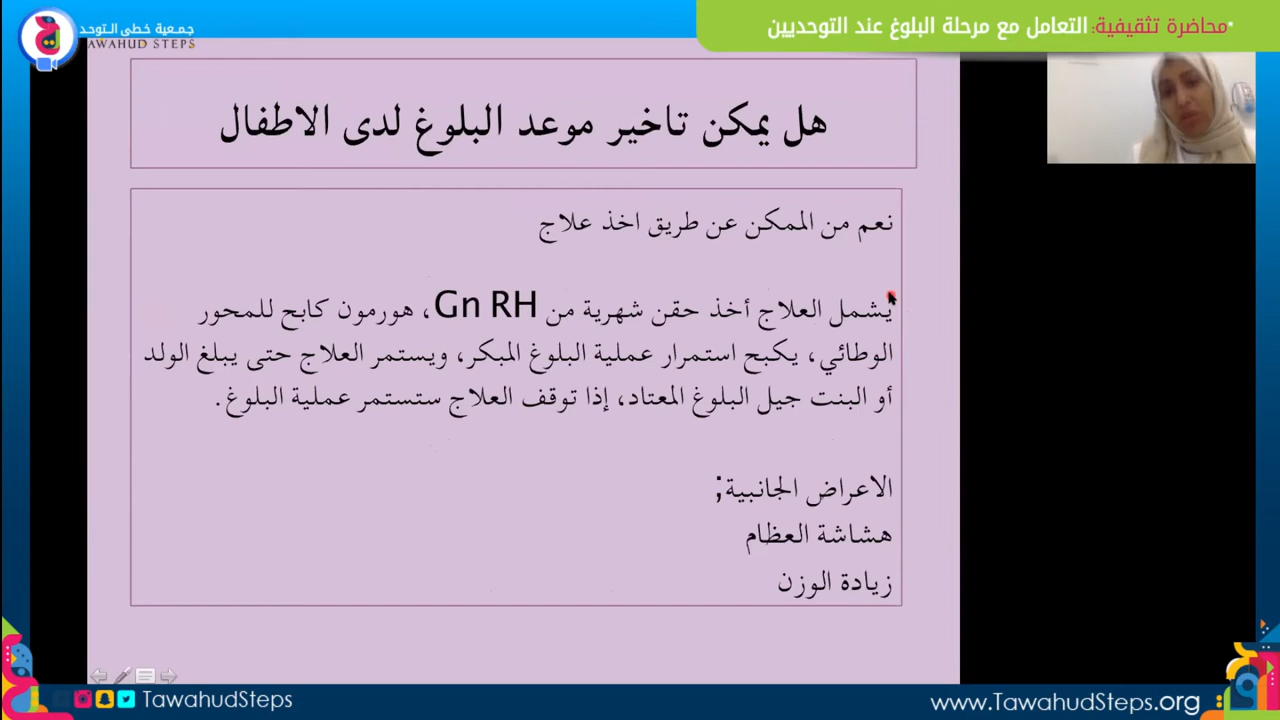 جمعية خطى التوحد
TAWAHUD STEPS
*محاضرة تثقيفية: التعامل مع مرحلة البلوغ عند التوحديين
هل يمكن تاخير موعد البلوغ لدى الاطفال
نعم من الممكن عن طريق اخذ علاج
يشمل العلاج أخذ حقن شهرية من Gn RH، هورمون كابح للمحور
الوطائي، يكبح استمرار عملية البلوغ المبكر، ويستمر العلاج حتى يبلغ الولد
أو البنت جيل البلوغ المعتاد، إذا توقف العلاج ستستمر عملية البلوغ.
الاعراض الجانبية;
هشاشة العظام
زيادة الوزن
TawahudSteps
www.TawahudSteps.org